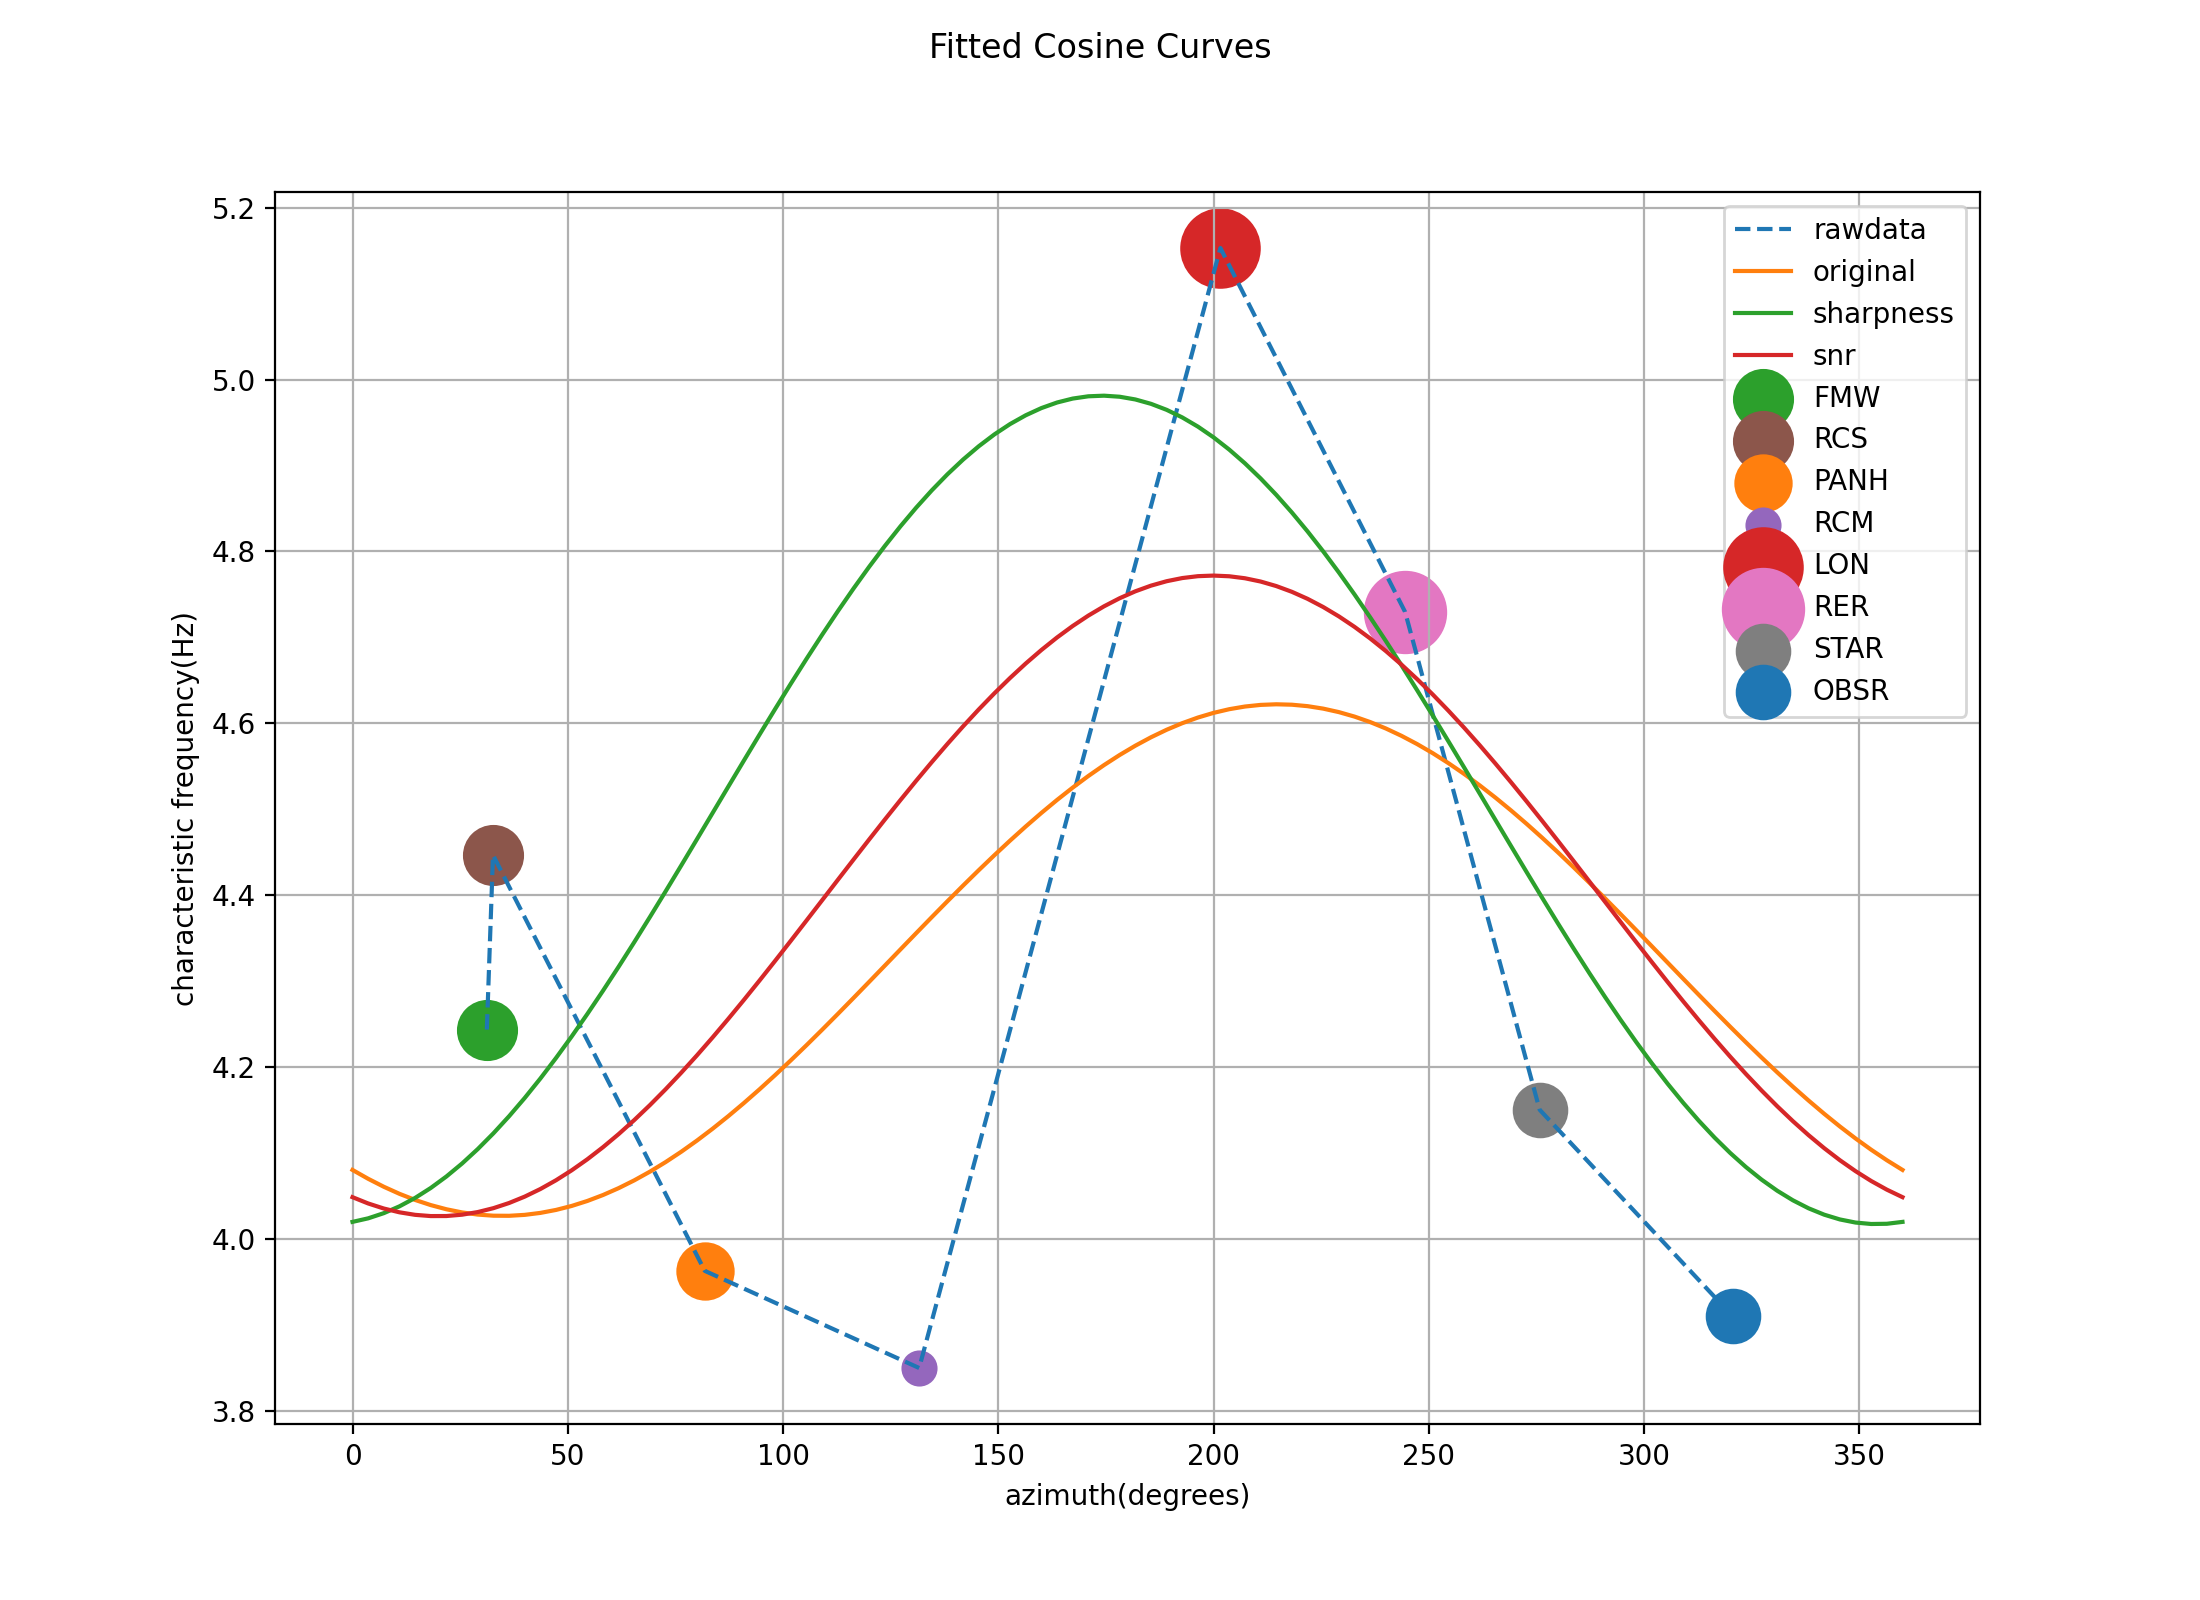 Fitted Cosine Curves
5.2
5.0
4.8
4.6
4.4
4.2
4.0
3.8
characteristic frequency(Hz)
rawdata
original
sharpness
snr
FMW
RCS
PANH
RCM
LON
RER
STAR
OBSR
0 50 100 150 200 250 300 350
azimuth(degrees)